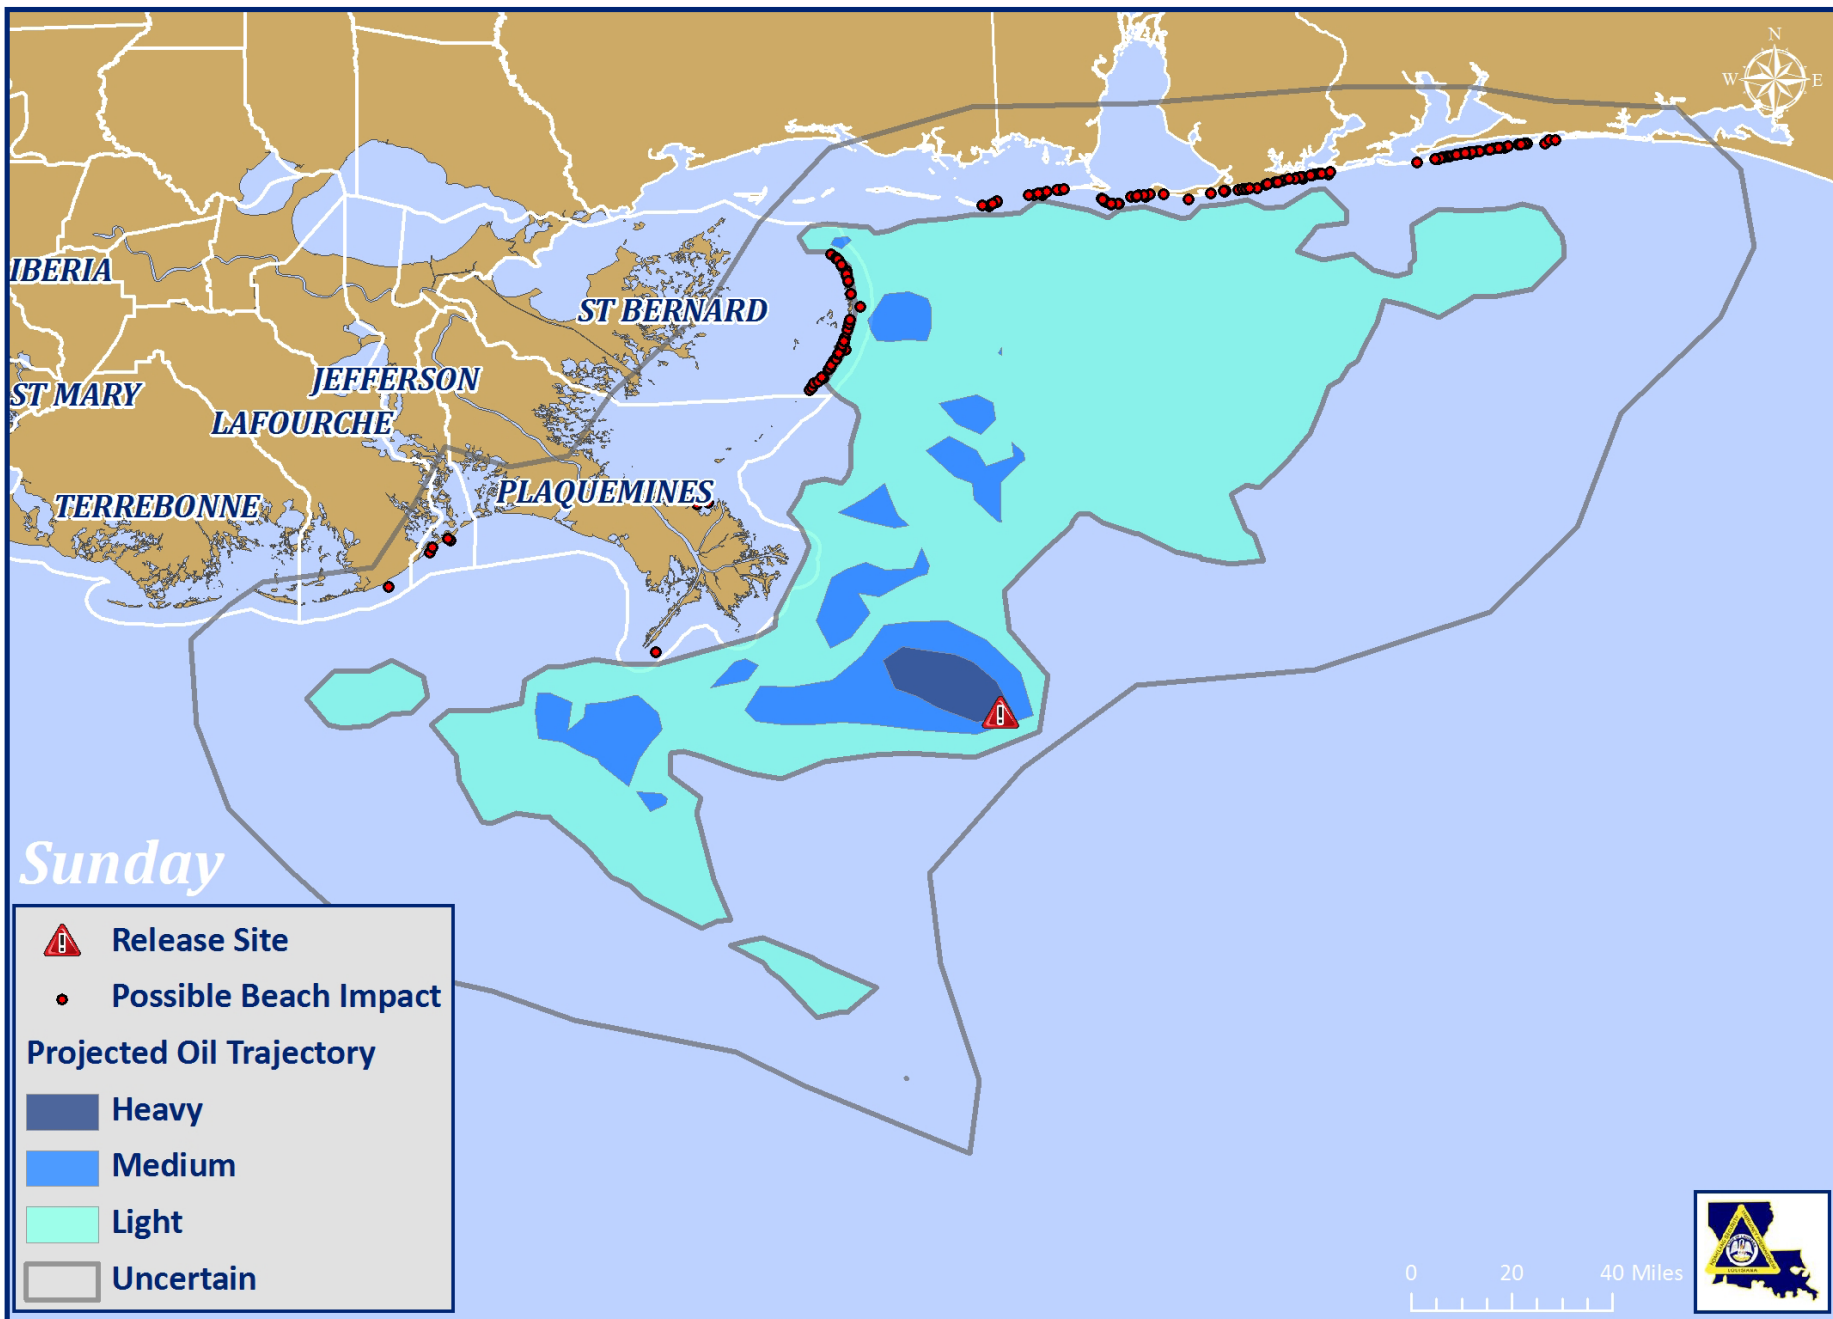 N
W E
S
IBERIA
ST BERNARD
JEFFERSON
ST MARY
LAFOURCHE
TERREBONNE
PLAQUEMINES
Sunday
Release Site
Possible Beach Impact
Projected Oil Trajectory
Heavy
Medium
Light
Uncertain
0 20 40 Miles
LOUISIANA